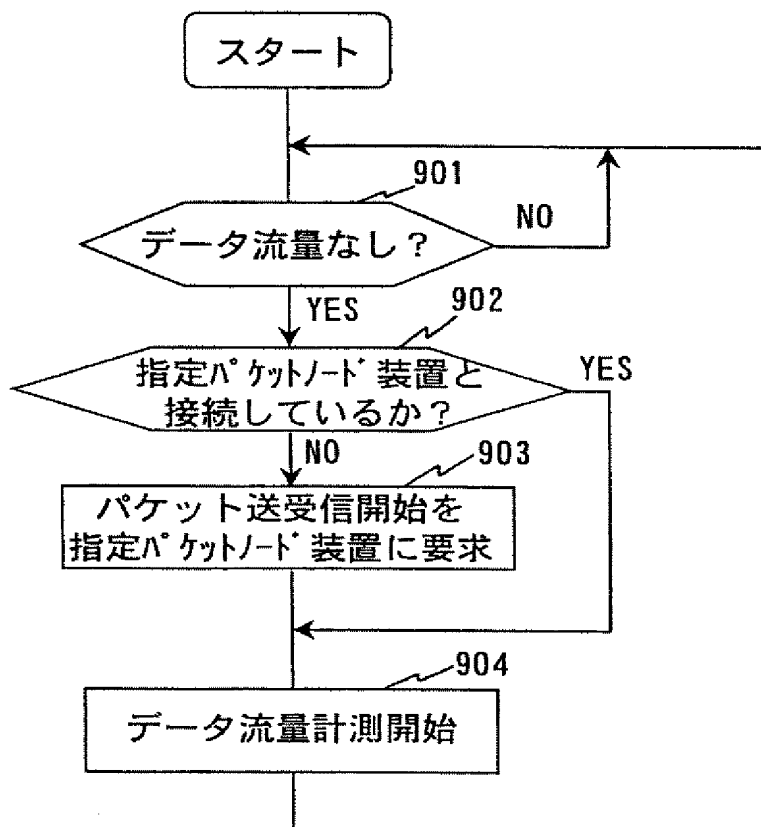 スタート
901
データ流量なし？
NO
YES
902
指定ﾊﾟｹｯﾄﾉｰﾄﾞ装置と
接続しているか？
YES
NO
903
パケット送受信開始を
指定ﾊﾟｹｯﾄﾉｰﾄﾞ装置に要求
904
データ流量計測開始